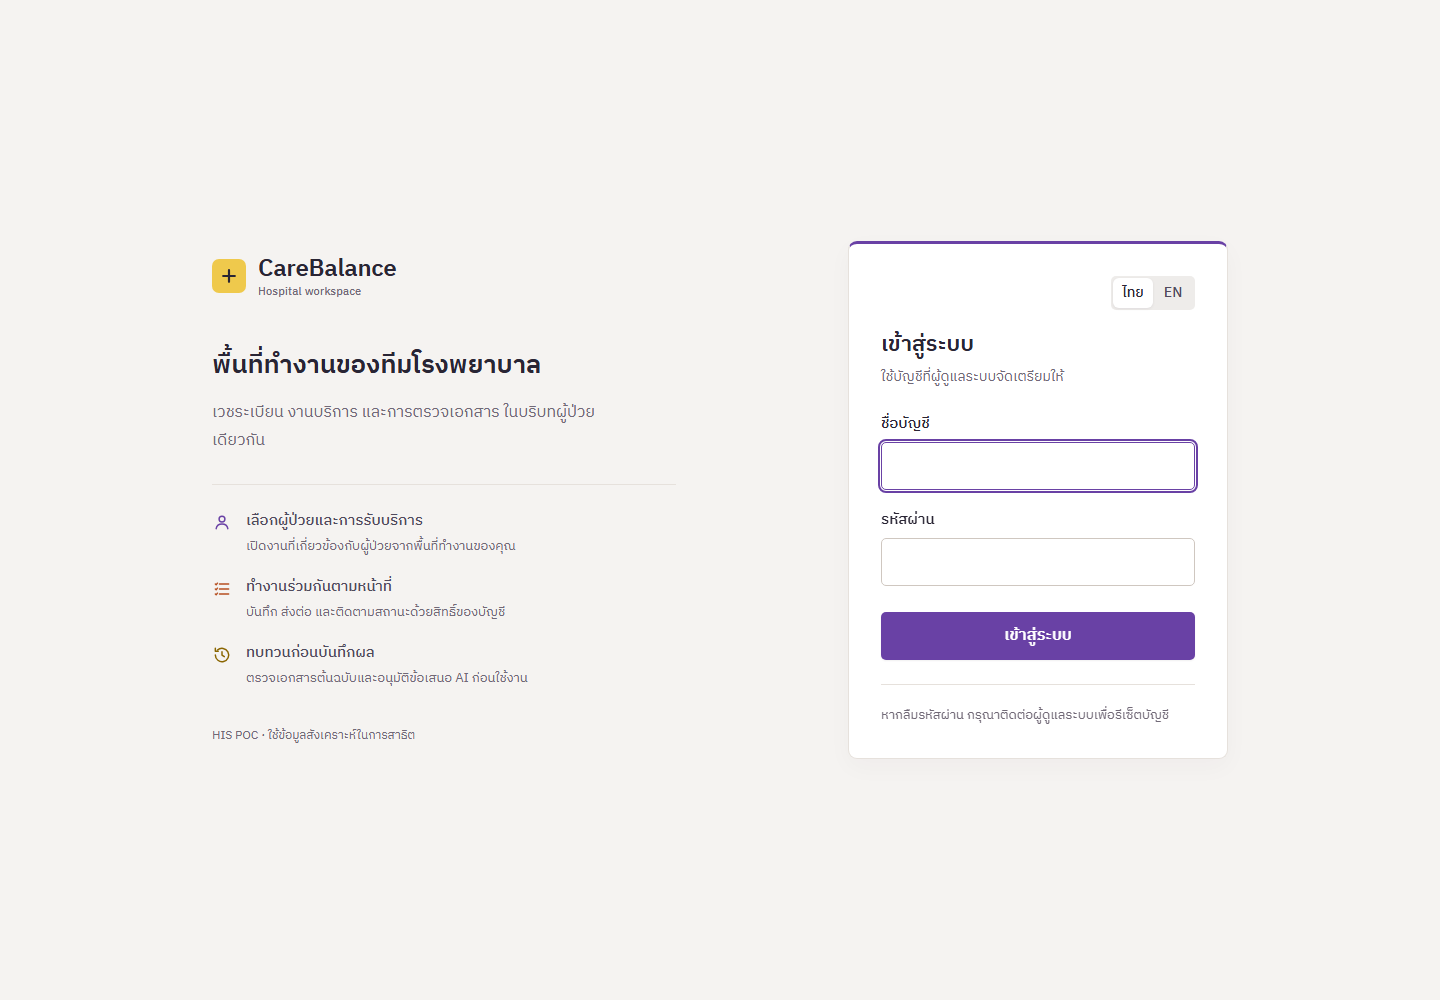 CareBalance
Hospital workspace
พื้นที่ทำงานของทีมโรงพยาบาล
เวชระเบียน งานบริการ และการตรวจเอกสาร ในบริบทผู้ป่วย
เดียวกัน
เลือกผู้ป่วยและการรับบริการ
เปิดงานที่เกี่ยวข้องกับผู้ป่วยจากพื้นที่ทำงานของคุณ
ทำงานร่วมกันตามหน้าที่
บันทึก ส่งต่อ และติดตามสถานะด้วยสิทธิ์ของบัญชี
ทบทวนก่อนบันทึกผล
ตรวจเอกสารต้นฉบับและอนุมัติข้อเสนอ AI ก่อนใช้งาน
HIS POC · ใช้ข้อมูลสังเคราะห์ในการสาธิต
ไทย EN
เข้าสู่ระบบ
ใช้บัญชีที่ผู้ดูแลระบบจัดเตรียมให้
ชื่อบัญชี
รหัสผ่าน
เข้าสู่ระบบ
หากลืมรหัสผ่าน กรุณาติดต่อผู้ดูแลระบบเพื่อรีเซ็ตบัญชี